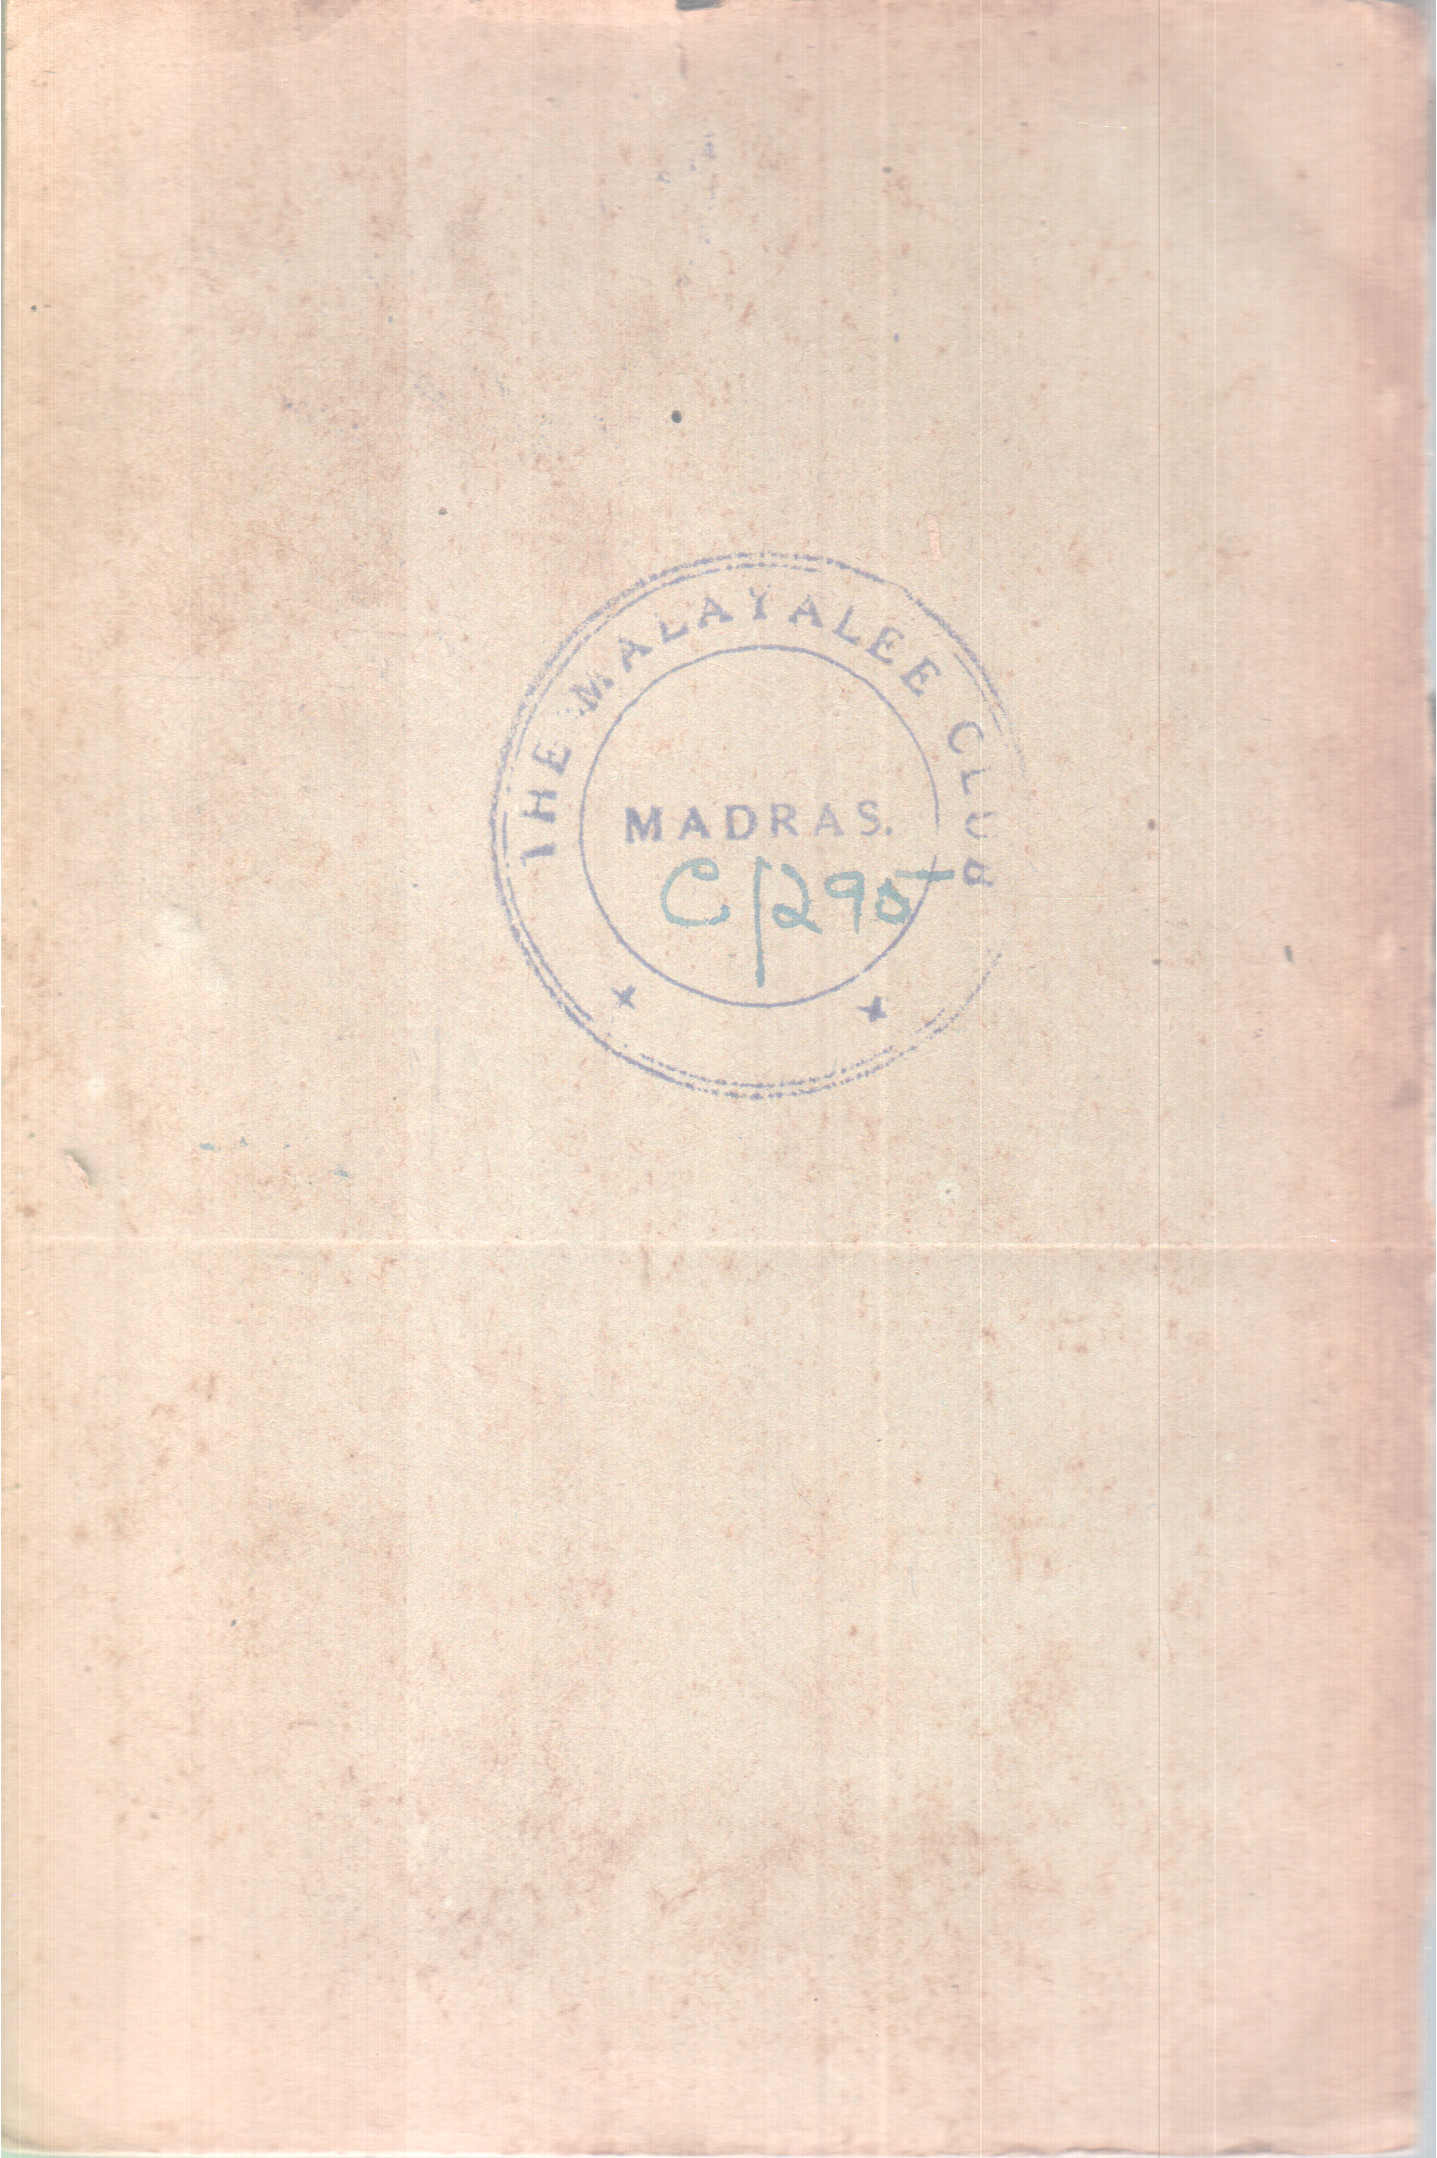 THE MALAYALEE CLUB
MADRAS.
C/295